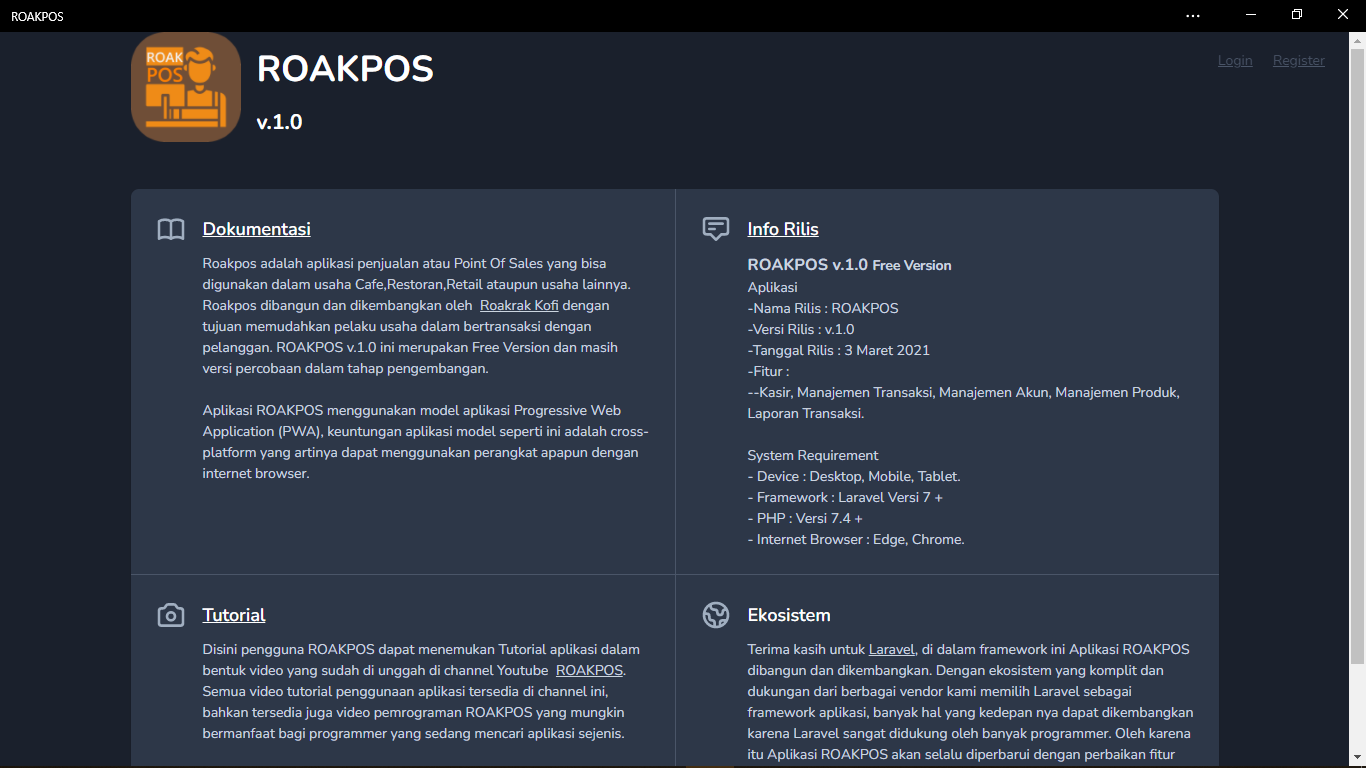 ROAKPOS
ROAK
POS
ROAKPOS
v.1.0
Login
Register
Dokumentasi
Roakpos adalah aplikasi penjualan atau Point Of Sales yang bisa
digunakan dalam usaha Cafe,Restoran,Retail ataupun usaha lainnya.
Roakpos dibangun dan dikembangkan oleh Roakrak Kofi dengan
tujuan memudahkan pelaku usaha dalam bertransaksi dengan
pelanggan. ROAKPOS v.1.0 ini merupakan Free Version dan masih
versi percobaan dalam tahap pengembangan.
Aplikasi ROAKPOS menggunakan model aplikasi Progressive Web
Application (PWA), keuntungan aplikasi model seperti ini adalah cross-
platform yang artinya dapat menggunakan perangkat apapun dengan
internet browser.
Info Rilis
ROAKPOS v.1.0 Free Version
Aplikasi
-Nama Rilis : ROAKPOS
-Versi Rilis : v.1.0
-Tanggal Rilis : 3 Maret 2021
-Fitur :
--Kasir, Manajemen Transaksi, Manajemen Akun, Manajemen Produk,
Laporan Transaksi.
System Requirement
- Device : Desktop, Mobile, Tablet.
- Framework : Laravel Versi 7 +
- PHP : Versi 7.4 +
- Internet Browser : Edge, Chrome.
Tutorial
Disini pengguna ROAKPOS dapat menemukan Tutorial aplikasi dalam
bentuk video yang sudah di unggah di channel Youtube ROAKPOS.
Semua video tutorial penggunaan aplikasi tersedia di channel ini,
bahkan tersedia juga video pemrograman ROAKPOS yang mungkin
bermanfaat bagi programmer yang sedang mencari aplikasi sejenis.
Ekosistem
Terima kasih untuk Laravel, di dalam framework ini Aplikasi ROAKPOS
dibangun dan dikembangkan. Dengan ekosistem yang komplit dan
dukungan dari berbagai vendor kami memilih Laravel sebagai
framework aplikasi, banyak hal yang kedepan nya dapat dikembangkan
karena Laravel sangat didukung oleh banyak programmer. Oleh karena
itu Aplikasi ROAKPOS akan selalu diperbarui dengan perbaikan fitur